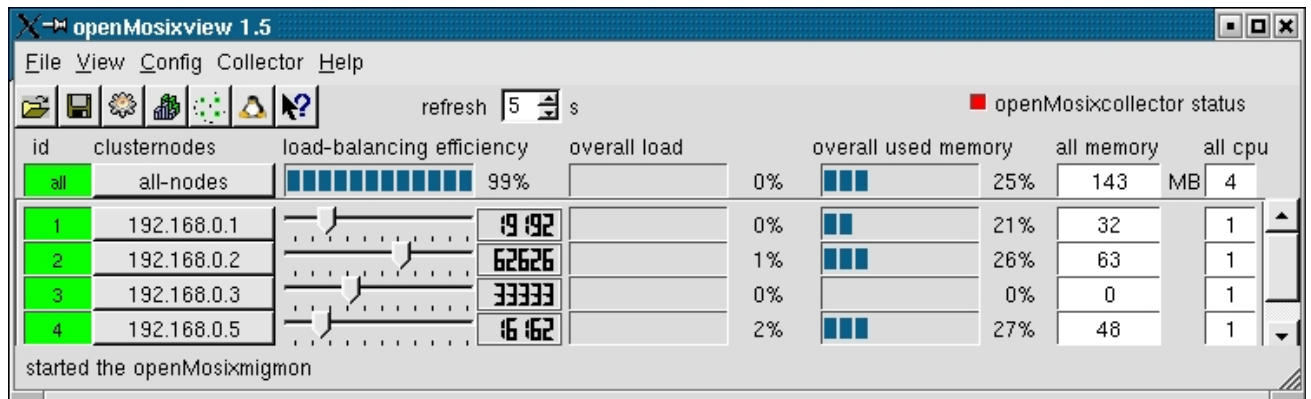 openMosixview 1.5
File View Config Collector Help
refresh 5 s openMosixcollector status
id clusternodes load-balancing efficiency overall load overall used memory all memory all cpu
all all-nodes 99% 0% 25% 143 MB 4
1 192.168.0.1 19192 0% 21% 32 1
2 192.168.0.2 62626 1% 26% 63 1
3 192.168.0.3 33333 0% 0% 0 1
4 192.168.0.5 16162 2% 27% 48 1
started the openMosixmigmon